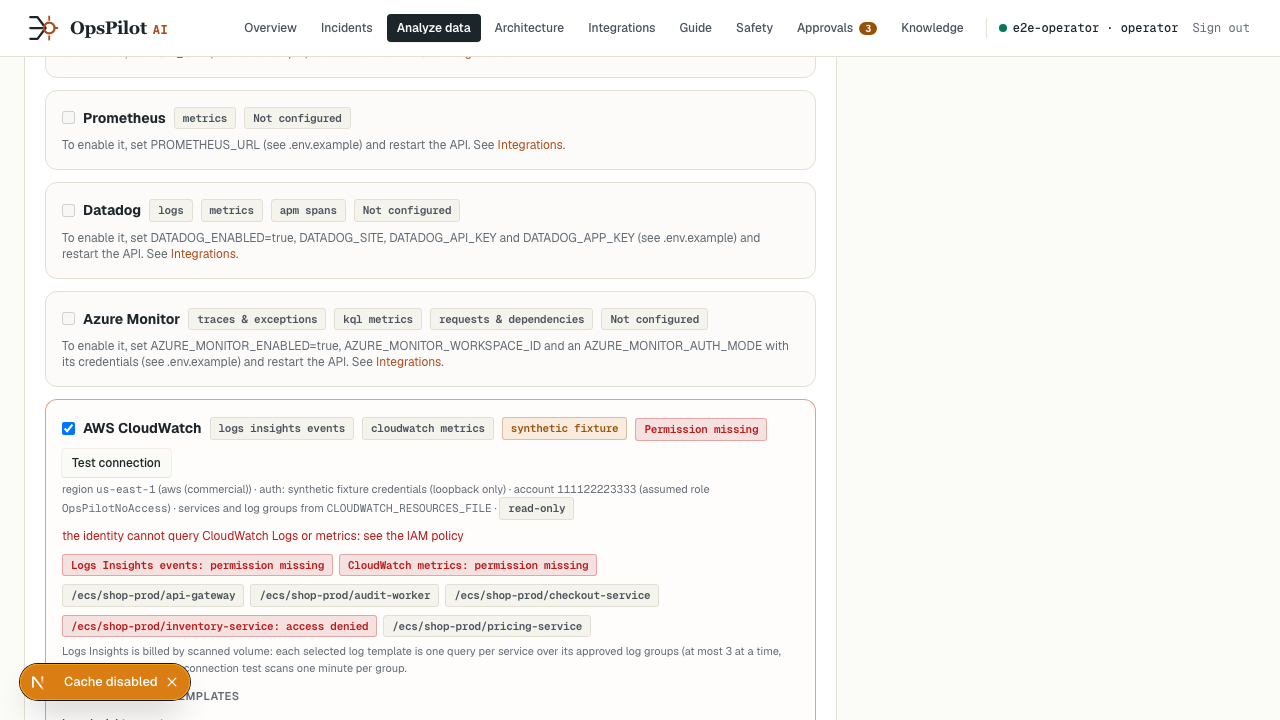 OpsPilot AI
Overview Incidents Analyze data Architecture Integrations Guide Safety Approvals 3 Knowledge e2e-operator · operator Sign out
Prometheus metrics Not configured
To enable it, set PROMETHEUS_URL (see .env.example) and restart the API. See Integrations.
Datadog logs metrics apm spans Not configured
To enable it, set DATADOG_ENABLED=true, DATADOG_SITE, DATADOG_API_KEY and DATADOG_APP_KEY (see .env.example) and
restart the API. See Integrations.
Azure Monitor traces & exceptions kql metrics requests & dependencies Not configured
To enable it, set AZURE_MONITOR_ENABLED=true, AZURE_MONITOR_WORKSPACE_ID and an AZURE_MONITOR_AUTH_MODE with
its credentials (see .env.example) and restart the API. See Integrations.
AWS CloudWatch logs insights events cloudwatch metrics synthetic fixture Permission missing
Test connection
region us-east-1 (aws (commercial)) · auth: synthetic fixture credentials (loopback only) · account 111122223333 (assumed role
OpsPilotNoAccess) · services and log groups from CLOUDWATCH_RESOURCES_FILE · read-only
the identity cannot query CloudWatch Logs or metrics: see the IAM policy
Logs Insights events: permission missing CloudWatch metrics: permission missing
/ecs/shop-prod/api-gateway /ecs/shop-prod/audit-worker /ecs/shop-prod/checkout-service
/ecs/shop-prod/inventory-service: access denied /ecs/shop-prod/pricing-service
Logs Insights is billed by scanned volume: each selected log template is one query per service over its approved log groups (at most 3 at a time,
connection test scans one minute per group.
Cache disabled
EMPLATES